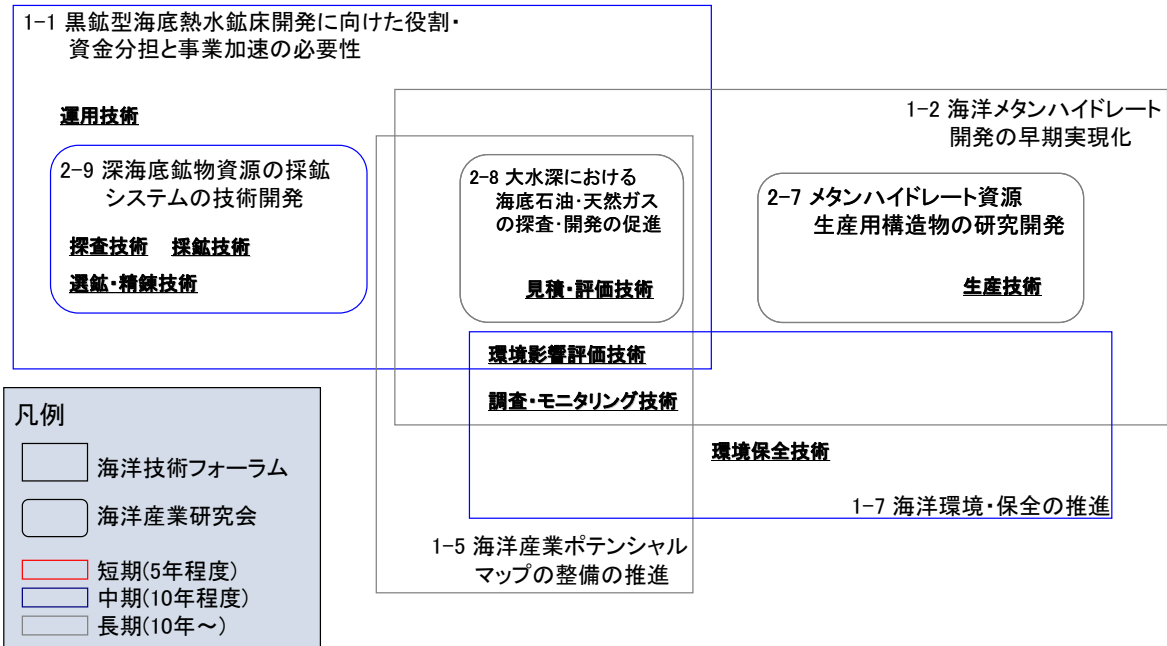 1-1 黒鉱型海底熱水鉱床開発に向けた役割・
資金分担と事業加速の必要性
運用技術
2-9 深海底鉱物資源の採鉱
システムの技術開発
探査技術 採鉱技術
選鉱・精錬技術
1-2 海洋メタンハイドレート
開発の早期実現化
2-8 大水深における
海底石油・天然ガス
の探査・開発の促進
見積・評価技術
2-7 メタンハイドレート資源
生産用構造物の研究開発
生産技術
環境影響評価技術
調査・モニタリング技術
環境保全技術
1-7 海洋環境・保全の推進
1-5 海洋産業ポテンシャル
マップの整備の推進
凡例
海洋技術フォーラム
海洋産業研究会
短期(5年程度)
中期(10年程度)
長期(10年～)